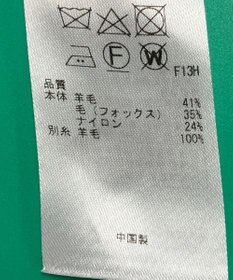 F
W
F13H
品質
本体 羊毛 41%
毛(フォックス) 35%
ナイロン 24%
別糸 羊毛 100%
中国製